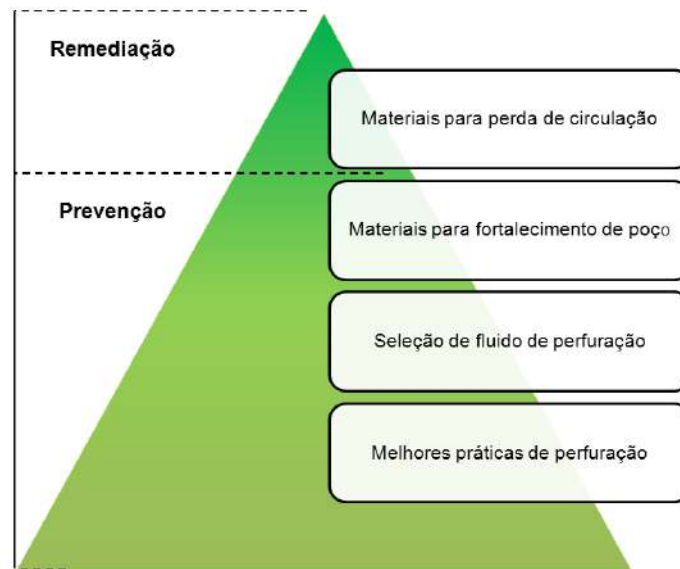 Remediação
Materiais para perda de circulação
Prevenção
Materiais para fortalecimento de poço
Seleção de fluido de perfuração
Melhores práticas de perfuração